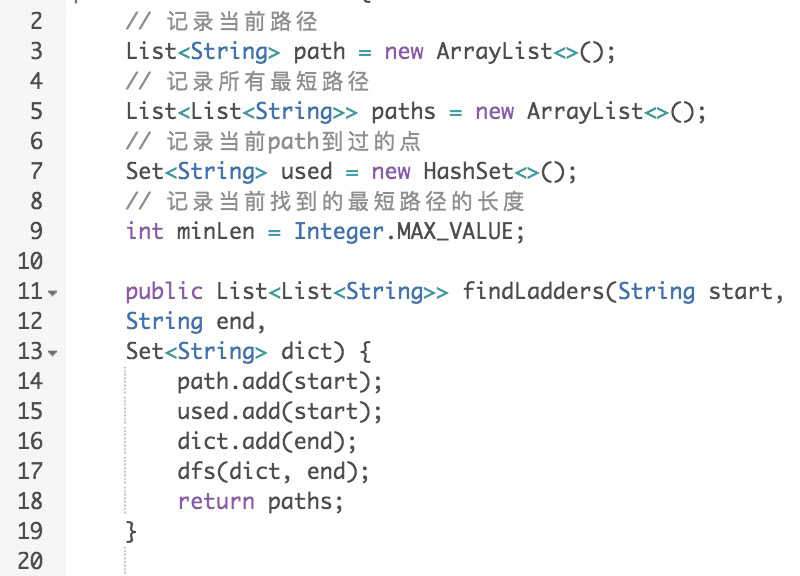 2 // 记录当前路径
3 List<String> path = new ArrayList<>();
4 // 记录所有最短路径
5 List<List<String>> paths = new ArrayList<>();
6 // 记录当前path到过的点
7 Set<String> used = new HashSet<>();
8 // 记录当前找到的最短路径的长度
9 int minLen = Integer.MAX_VALUE;
10
11 public List<List<String>> findLadders(String start,
12 String end,
13 Set<String> dict) {
14 path.add(start);
15 used.add(start);
16 dict.add(end);
17 dfs(dict, end);
18 return paths;
19 }
20